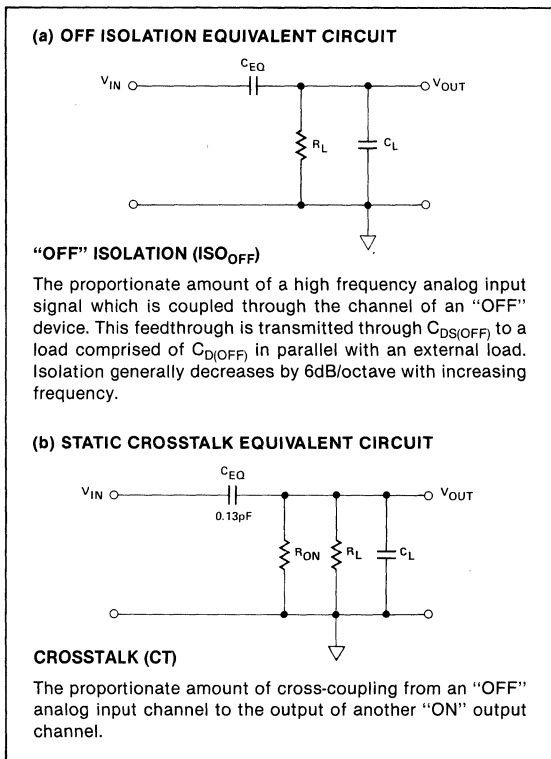 (a) OFF ISOLATION EQUIVALENT CIRCUIT
CEQ
VIN
VOUT
RL
CL
"OFF" ISOLATION (ISOOFF)
The proportionate amount of a high frequency analog input
signal which is coupled through the channel of an "OFF"
device. This feedthrough is transmitted through CDS(OFF) to a
load comprised of CD(OFF) in parallel with an external load.
Isolation generally decreases by 6dB/octave with increasing
frequency.
(b) STATIC CROSSTALK EQUIVALENT CIRCUIT
CEQ
VIN
VOUT
0.13pF
RON
RL
CL
CROSSTALK (CT)
The proportionate amount of cross-coupling from an "OFF"
analog input channel to the output of another "ON" output
channel.